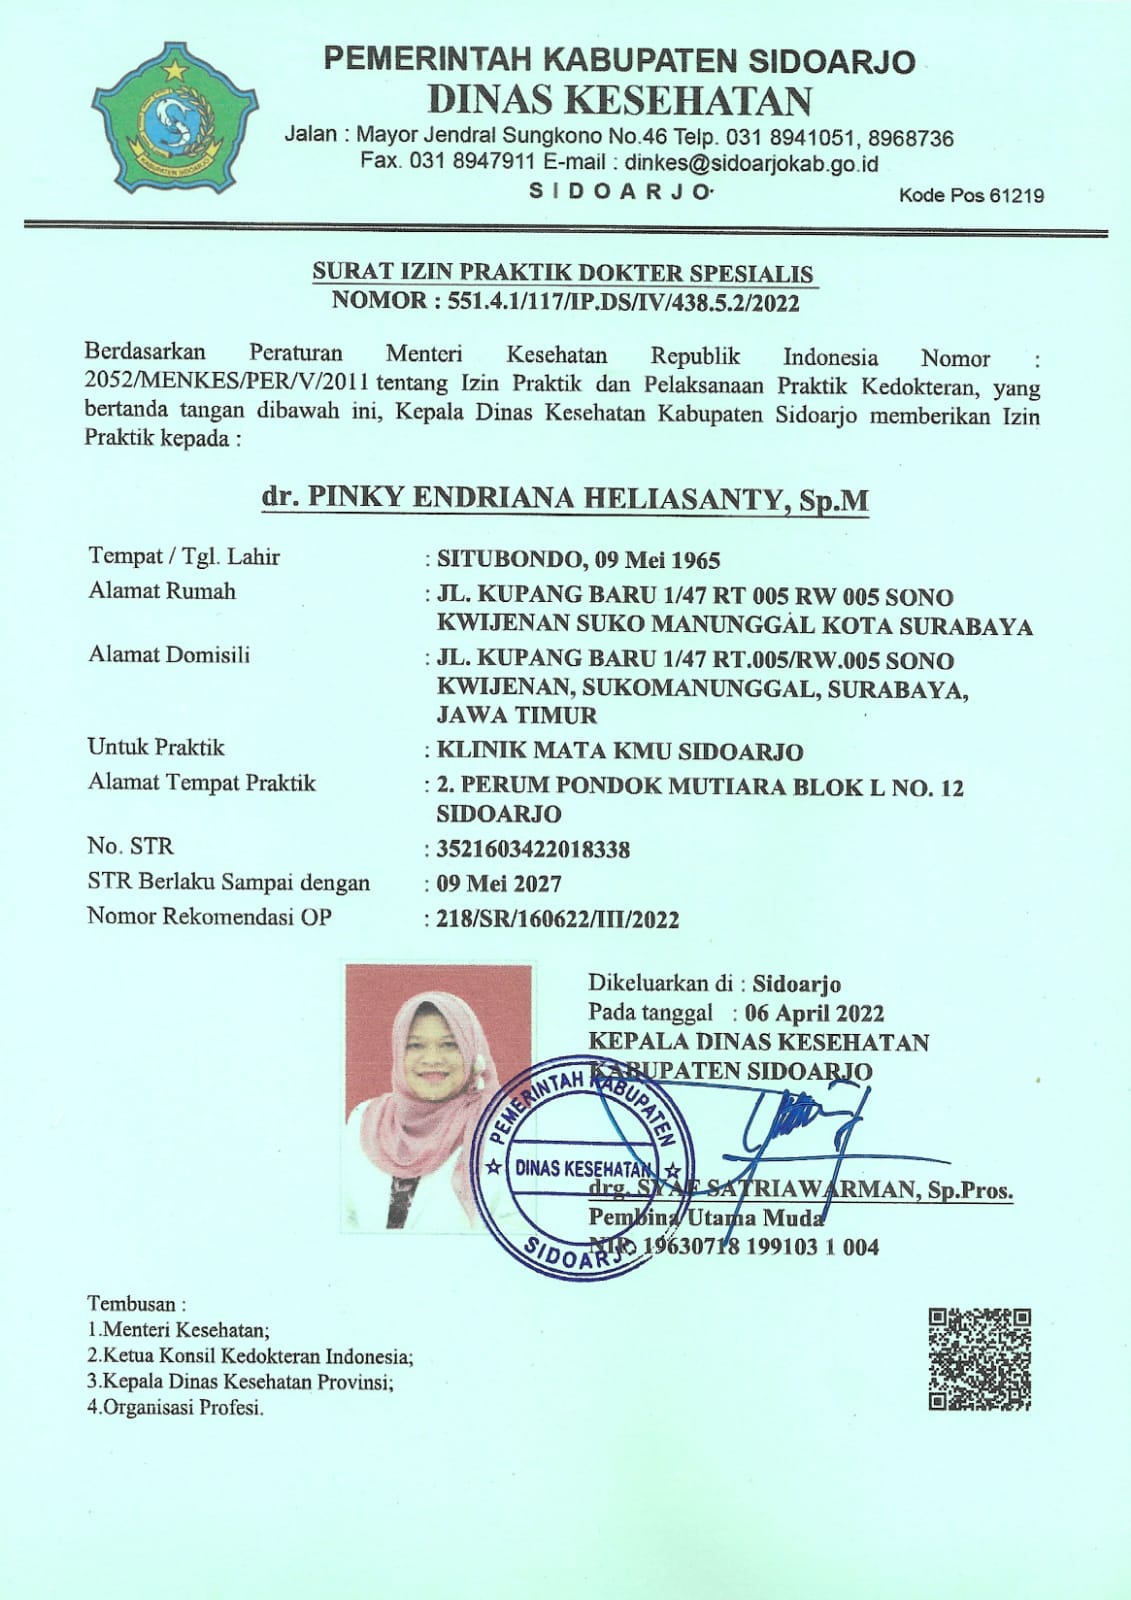 PEMERINTAH KABUPATEN SIDOARJO
DINAS KESEHATAN
Jalan : Mayor Jendral Sungkono No.46 Telp. 031 8941051, 8968736
Fax. 031 8947911 E-mail : dinkes@sidoarjokab.go.id
SIDOARJO
Kode Pos 61219
KABUPATEN SIDOARJO
SURAT IZIN PRAKTIK DOKTER SPESIALIS
NOMOR : 551.4.1/117/IP.DS/IV/438.5.2/2022
Berdasarkan Peraturan Menteri Kesehatan Republik Indonesia Nomor :
2052/MENKES/PER/V/2011 tentang Izin Praktik dan Pelaksanaan Praktik Kedokteran, yang
bertanda tangan dibawah ini, Kepala Dinas Kesehatan Kabupaten Sidoarjo memberikan Izin
Praktik kepada :
dr. PINKY ENDRIANA HELIASANTY, Sp.M
Tempat / Tgl. Lahir : SITUBONDO, 09 Mei 1965
Alamat Rumah : JL. KUPANG BARU 1/47 RT 005 RW 005 SONO
KWIJENAN SUKO MANUNGGAL KOTA SURABAYA
Alamat Domisili : JL. KUPANG BARU 1/47 RT.005/RW.005 SONO
KWIJENAN, SUKOMANUNGGAL, SURABAYA,
JAWA TIMUR
Untuk Praktik : KLINIK MATA KMU SIDOARJO
Alamat Tempat Praktik : 2. PERUM PONDOK MUTIARA BLOK L NO. 12
SIDOARJO
No. STR : 3521603422018338
STR Berlaku Sampai dengan : 09 Mei 2027
Nomor Rekomendasi OP : 218/SR/160622/III/2022
Dikeluarkan di : Sidoarjo
Pada tanggal : 06 April 2022
KEPALA DINAS KESEHATAN
KABUPATEN SIDOARJO
PEMERINTAH KABUPATEN
DINAS KESEHATAN
SIDOARJO
drg. SYAF SATRIAWARMAN, Sp.Pros.
Pembina Utama Muda
NIP. 19630718 199103 1 004
Tembusan :
1.Menteri Kesehatan;
2.Ketua Konsil Kedokteran Indonesia;
3.Kepala Dinas Kesehatan Provinsi;
4.Organisasi Profesi.